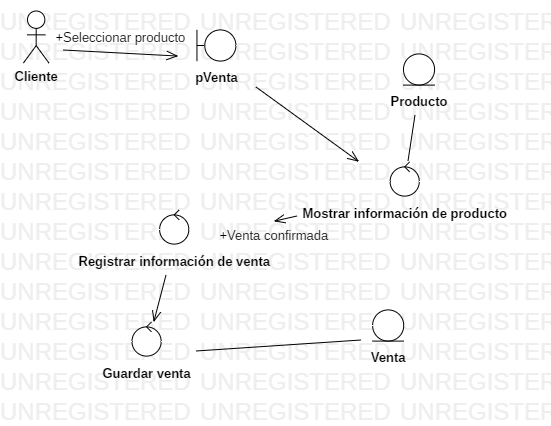 UNREGISTERED UNREGISTERED UNREGISTERED
+Seleccionar producto
Cliente
pVenta
Producto
Mostrar información de producto
+Venta confirmada
Registrar información de venta
Venta
Guardar venta